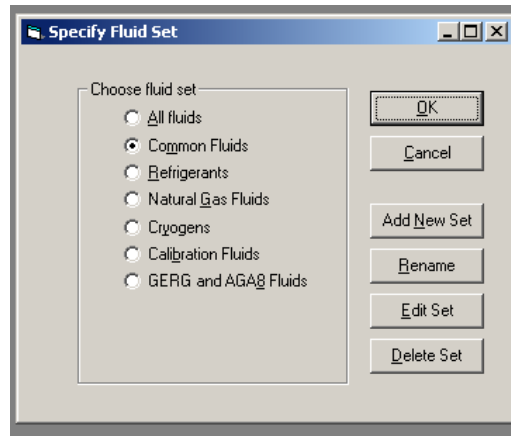 Specify Fluid Set
Choose fluid set
All fluids
Common Fluids
Refrigerants
Natural Gas Fluids
Cryogens
Calibration Fluids
GERG and AGA8 Fluids
OK
Cancel
Add New Set
Rename
Edit Set
Delete Set